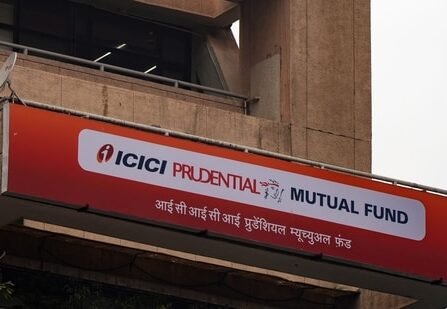 ICICI PRUDENTIAL MUTUAL FUND
आई सी आई सी आई प्रुडेंशियल म्यूच्युअल फ़ंड